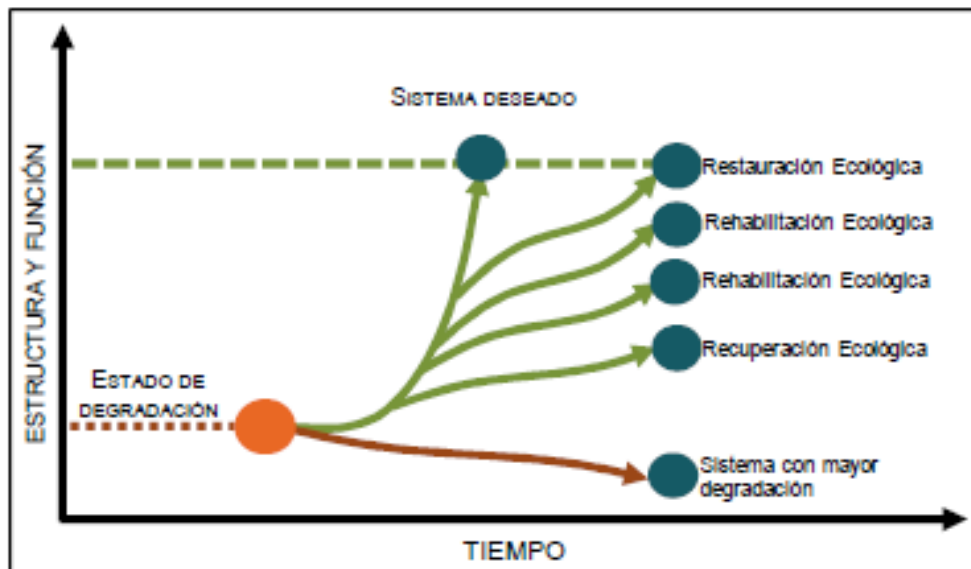 SISTEMA DESEADO
Restauración Ecológica
Rehabilitación Ecológica
Rehabilitación Ecológica
Recuperación Ecológica
ESTADO DE
DEGRADACIÓN
Sistema con mayor
degradación
ESTRUCTURA Y FUNCIÓN
TIEMPO